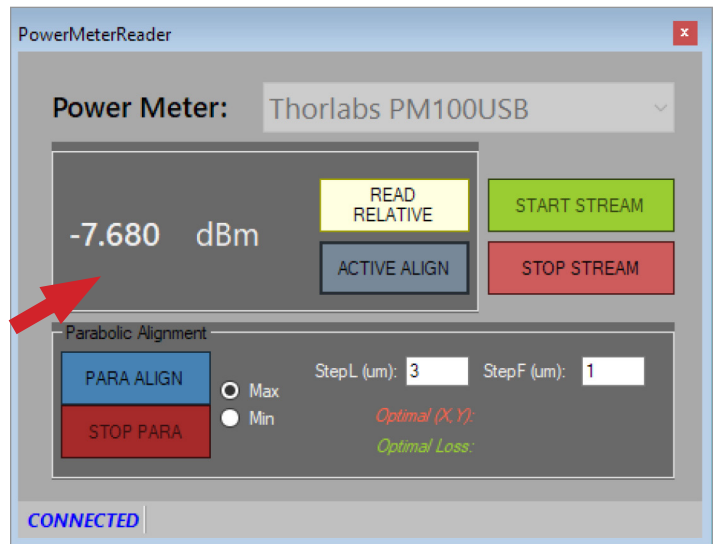 PowerMeterReader
x
Power Meter: Thorlabs PM100USB
-7.680 dBm
READ
RELATIVE
START STREAM
ACTIVE ALIGN
STOP STREAM
Parabolic Alignment
PARA ALIGN
Max
StepL (um): 3
StepF (um): 1
STOP PARA
Min
Optimal (X,Y):
Optimal Loss:
CONNECTED